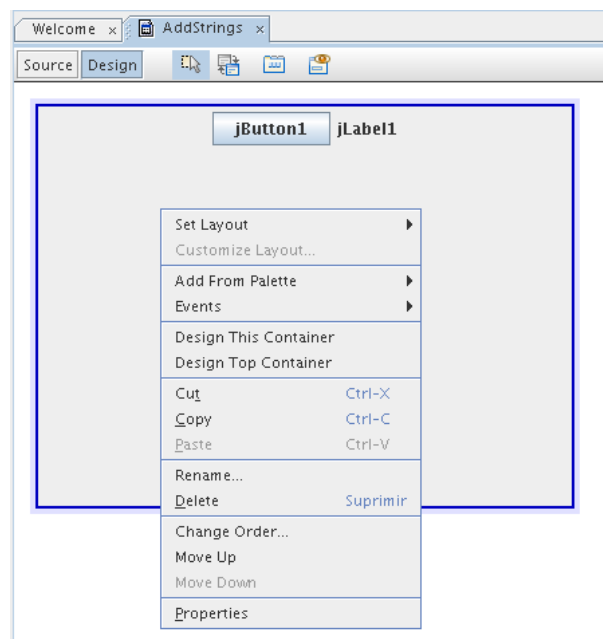 Welcome x AddStrings x
Source Design
jButton1 jLabel1
Set Layout
Customize Layout...
Add From Palette
Events
Design This Container
Design Top Container
Cut Ctrl-X
Copy Ctrl-C
Paste Ctrl-V
Rename...
Delete Suprimir
Change Order...
Move Up
Move Down
Properties